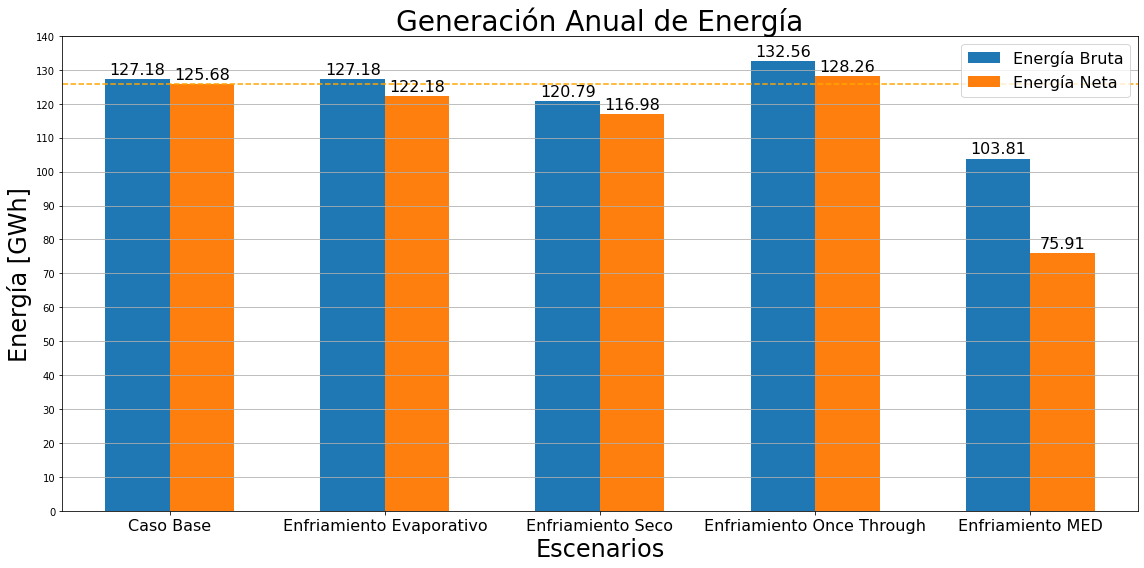 Generación Anual de Energía
Energía Bruta
Energía Neta
127.18
125.68
127.18
122.18
120.79
116.98
132.56
128.26
103.81
75.91
Energía [GWh]
140
130
120
110
100
90
80
70
60
50
40
30
20
10
0
Caso Base
Enfriamiento Evaporativo
Enfriamiento Seco
Enfriamiento Once Through
Enfriamiento MED
Escenarios